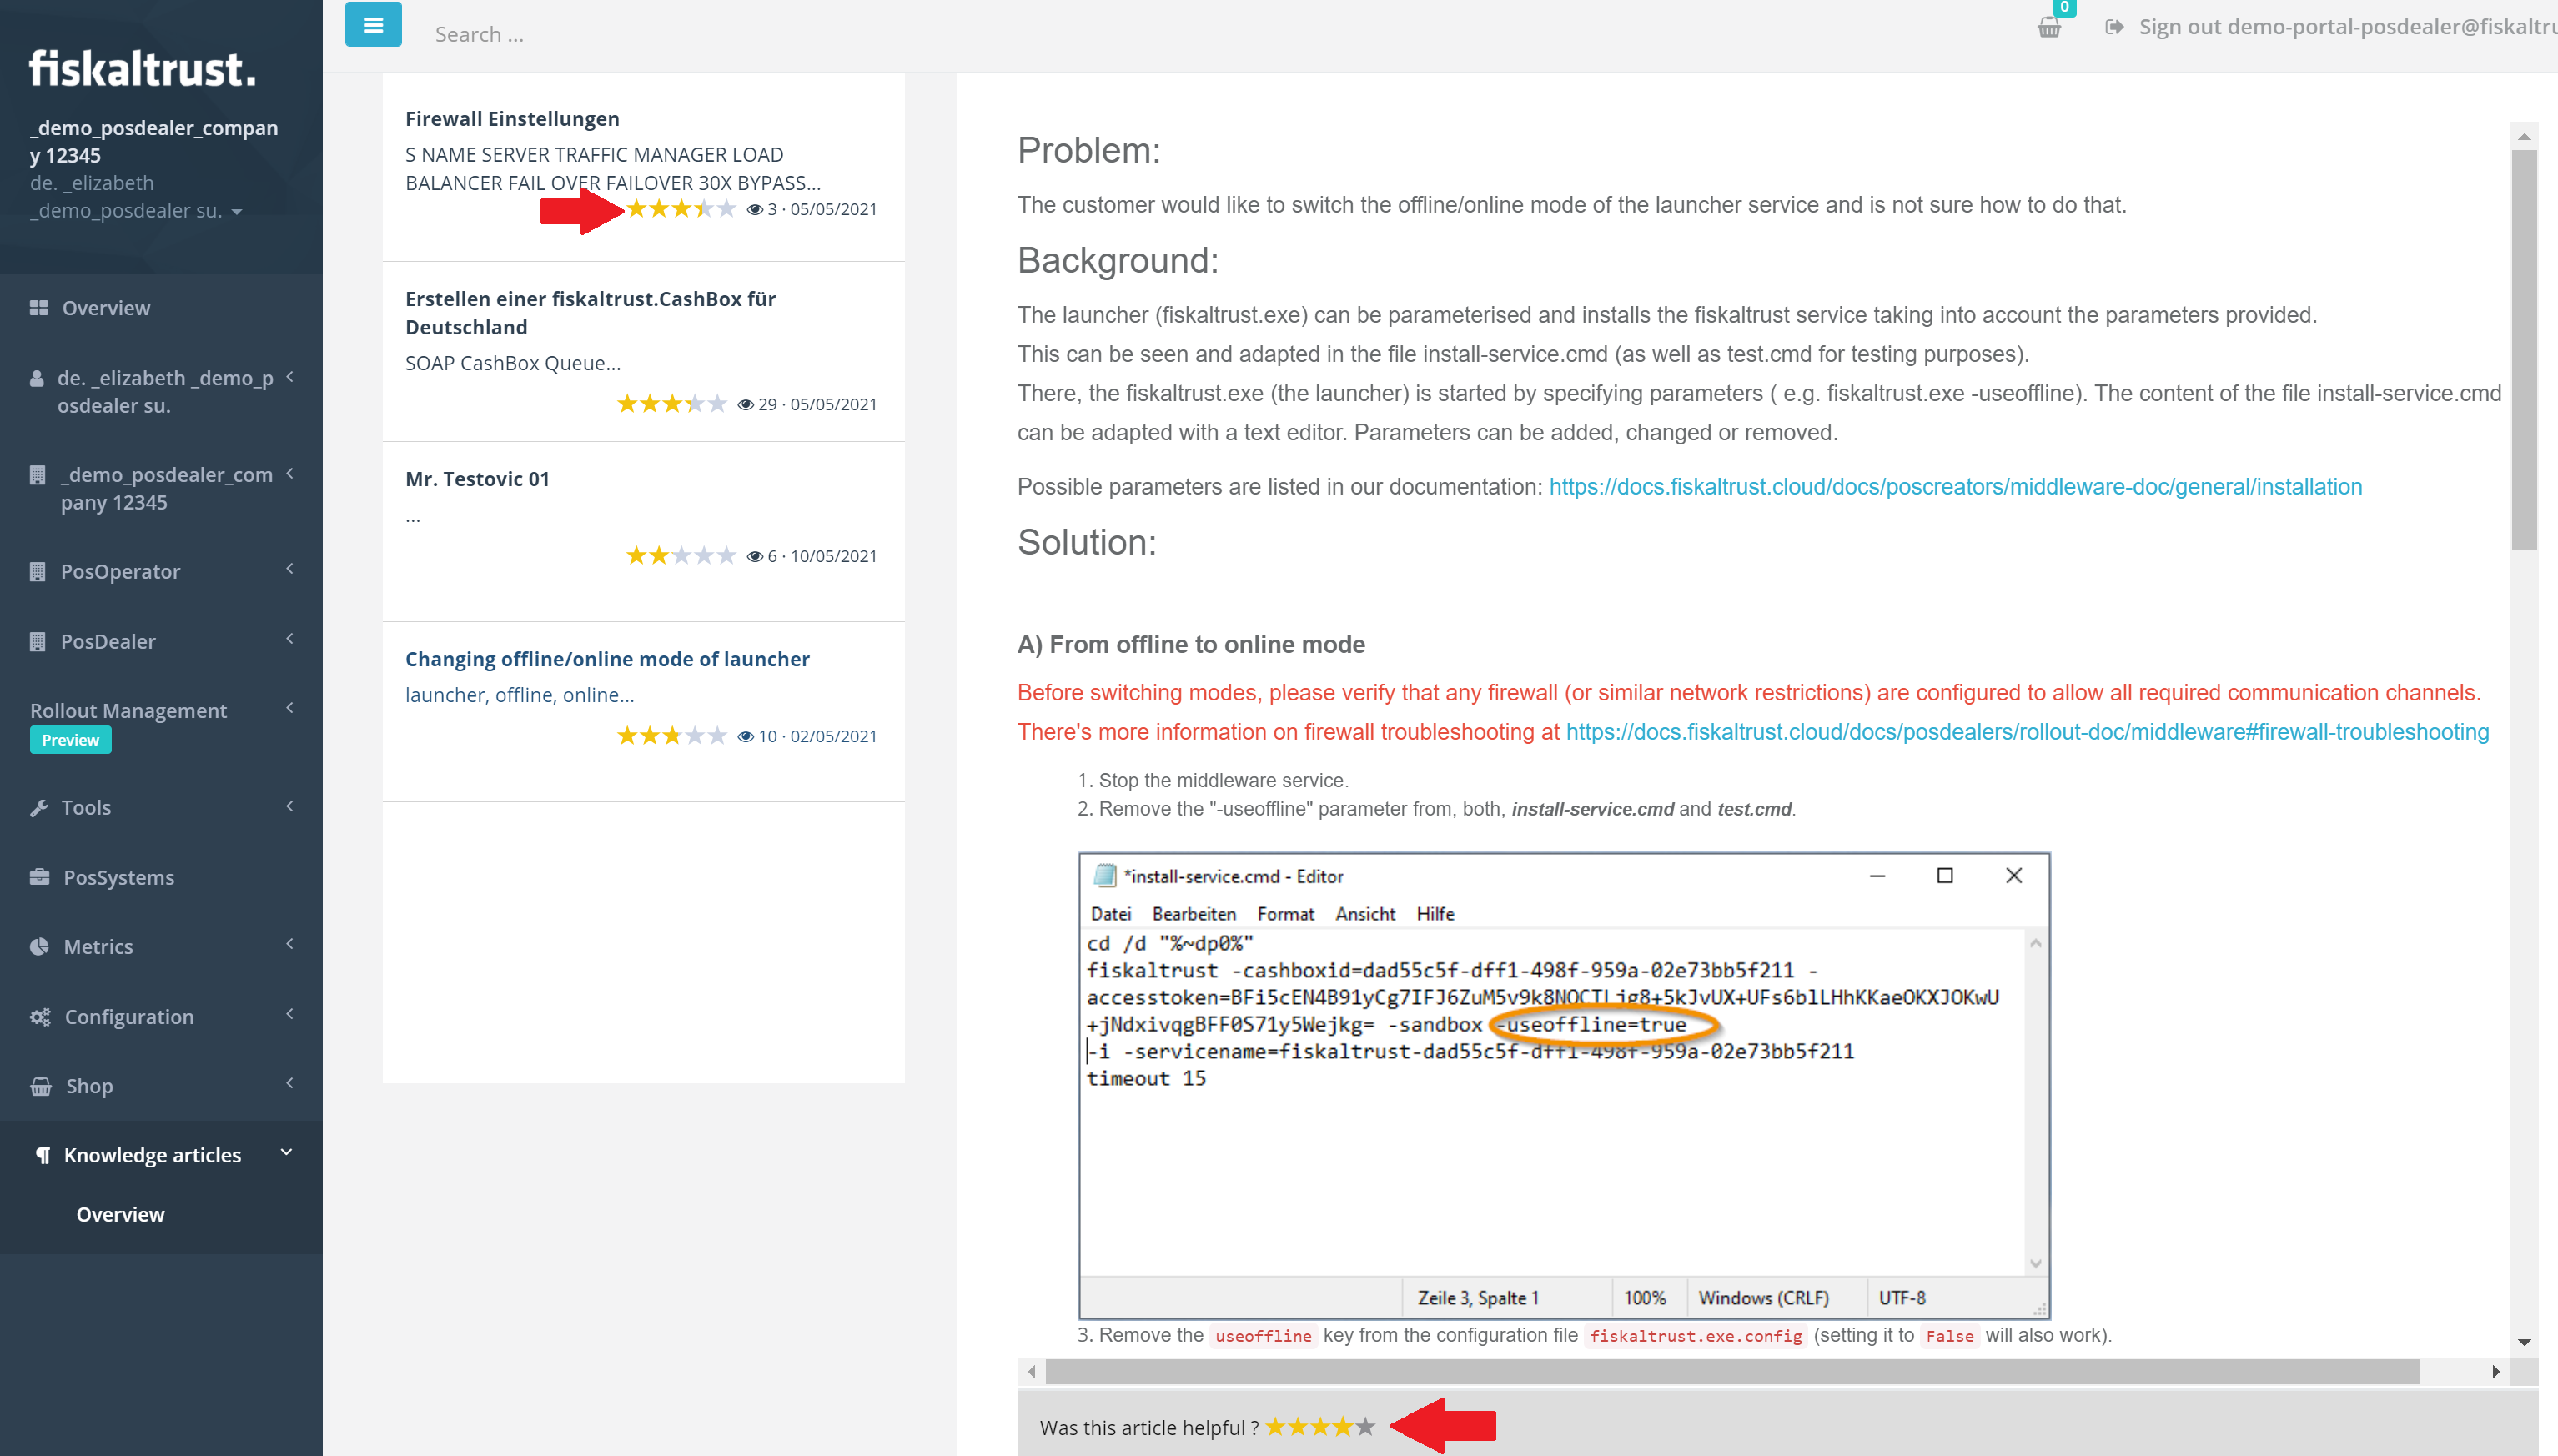 fiskaltrust.
_demo_posdealer_compan
y 12345
de. _elizabeth
_demo_posdealer su.
Overview
de. _elizabeth _demo_p
osdealer su.
_demo_posdealer_com
pany 12345
PosOperator
PosDealer
Rollout Management
Preview
Tools
PosSystems
Metrics
Configuration
Shop
Knowledge articles
Overview
Search ...
0
Sign out demo-portal-posdealer@fiskaltru
Firewall Einstellungen
S NAME SERVER TRAFFIC MANAGER LOAD
BALANCER FAIL OVER FAILOVER 30X BYPASS...
3 · 05/05/2021
Erstellen einer fiskaltrust.CashBox für
Deutschland
SOAP CashBox Queue...
29 · 05/05/2021
Mr. Testovic 01
...
6 · 10/05/2021
Changing offline/online mode of launcher
launcher, offline, online...
10 · 02/05/2021
Problem:
The customer would like to switch the offline/online mode of the launcher service and is not sure how to do that.
Background:
The launcher (fiskaltrust.exe) can be parameterised and installs the fiskaltrust service taking into account the parameters provided.
This can be seen and adapted in the file install-service.cmd (as well as test.cmd for testing purposes).
There, the fiskaltrust.exe (the launcher) is started by specifying parameters ( e.g. fiskaltrust.exe -useoffline). The content of the file install-service.cmd
can be adapted with a text editor. Parameters can be added, changed or removed.
Possible parameters are listed in our documentation: https://docs.fiskaltrust.cloud/docs/poscreators/middleware-doc/general/installation
Solution:
A) From offline to online mode
Before switching modes, please verify that any firewall (or similar network restrictions) are configured to allow all required communication channels.
There's more information on firewall troubleshooting at https://docs.fiskaltrust.cloud/docs/posdealers/rollout-doc/middleware#firewall-troubleshooting
1. Stop the middleware service.
2. Remove the "-useoffline" parameter from, both, install-service.cmd and test.cmd.
*install-service.cmd - Editor
Datei Bearbeiten Format Ansicht Hilfe
cd /d "%~dp0%"
fiskaltrust -cashboxid=dad55c5f-dff1-498f-959a-02e73bb5f211 -
accesstoken=BFi5cEN4B91yCg7IFJ6ZuM5v9k8NOCTLjg8+5kJvUX+UFs6blLHhKKaeOKXJOKwU
+jNdxivqgBFF0S71y5Wejkg= -sandbox -useoffline=true
-i -servicename=fiskaltrust-dad55c5f-dff1-498f-959a-02e73bb5f211
timeout 15
Zeile 3, Spalte 1 100% Windows (CRLF) UTF-8
3. Remove the useoffline key from the configuration file fiskaltrust.exe.config (setting it to False will also work).
Was this article helpful ?